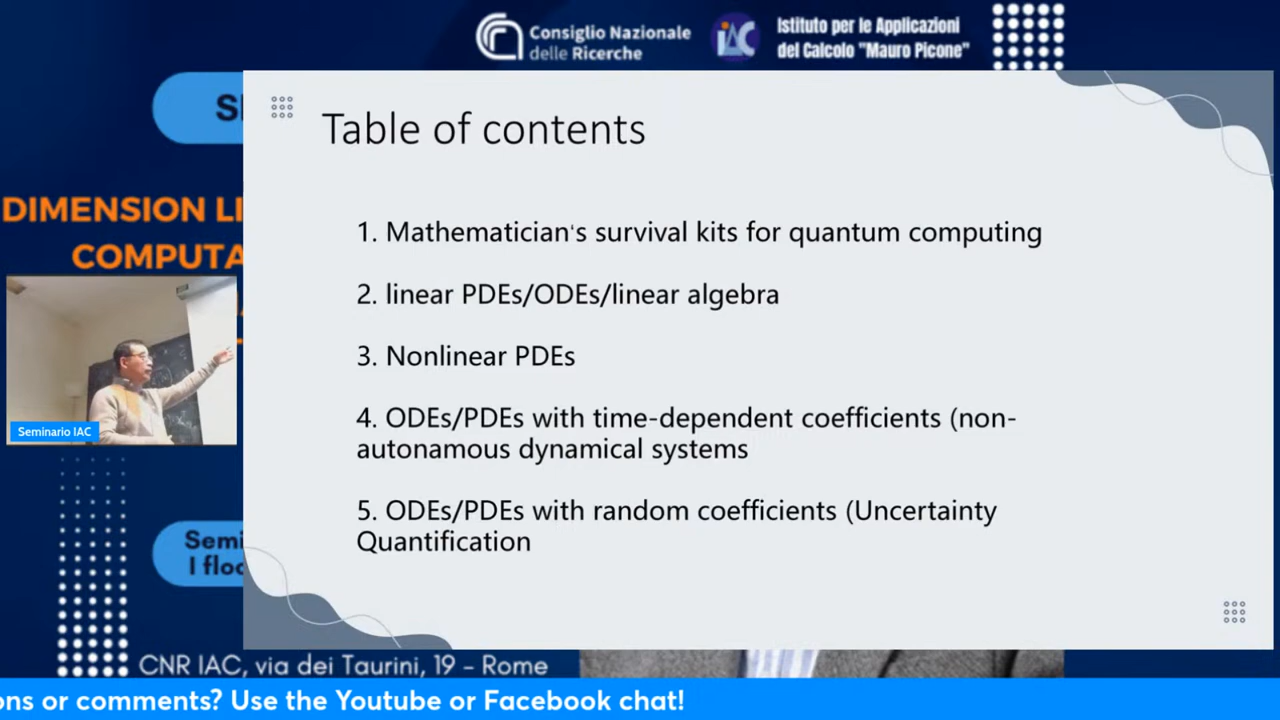 Consiglio Nazionale
delle Ricerche
IAC
Istituto per le Applicazioni
del Calcolo "Mauro Picone"
Table of contents
DIMENSION
COMPUTA
1. Mathematician's survival kits for quantum computing
2. linear PDEs/ODEs/linear algebra
3. Nonlinear PDEs
4. ODEs/PDEs with time-dependent coefficients (non-
autonamous dynamical systems
5. ODEs/PDEs with random coefficients (Uncertainty
Quantification
Seminario IAC
Semi
I floo
CNR IAC, via dei Taurini, 19 - Rome
ons or comments? Use the Youtube or Facebook chat!